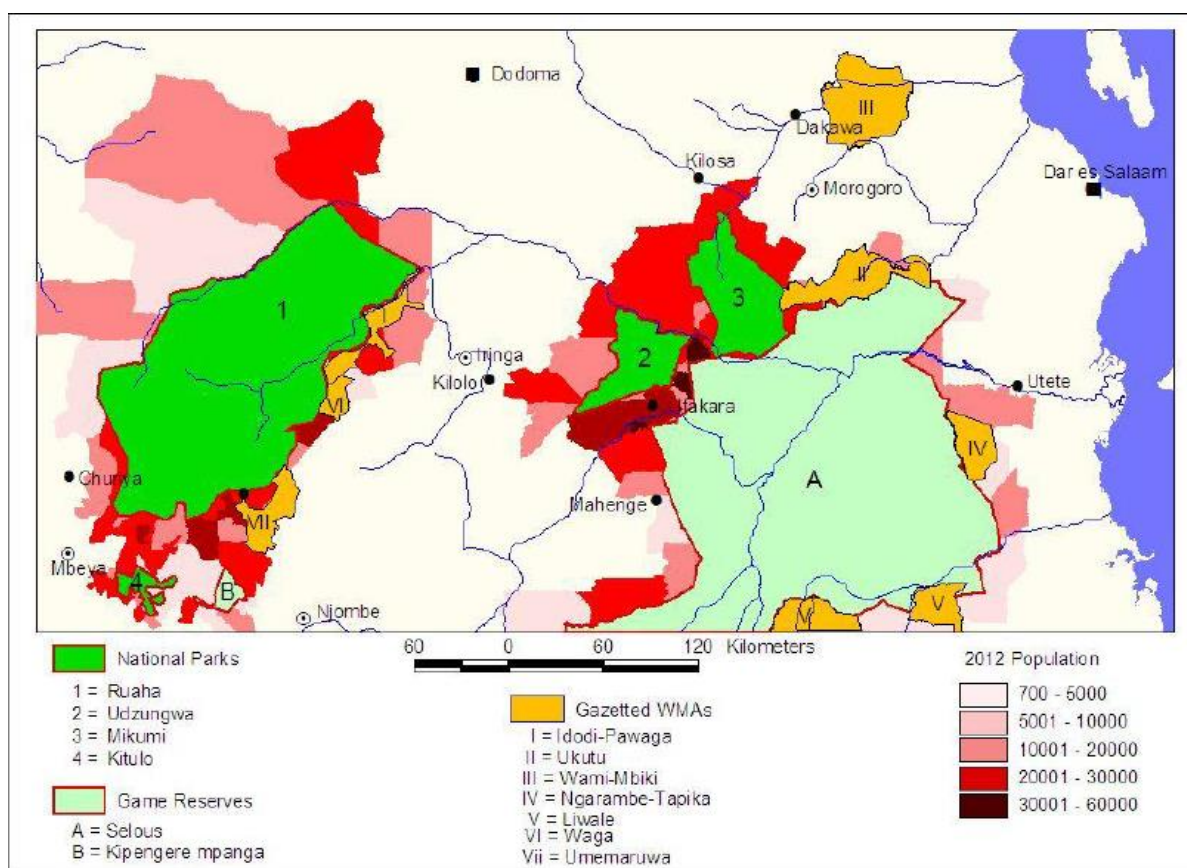 Dodoma
III
Dakawa
Kilosa
Morogoro
Dar es Salaam
II
1
3
I
2
Iringa
Kilolo
VI
Ifakara
Utete
IV
Chunya
A
VII
Mahenge
Mbeya
4
B
Njombe
V
V
60 0 60 120 Kilometers
National Parks
1 = Ruaha
2 = Udzungwa
3 = Mikumi
4 = Kitulo
Game Reserves
A = Selous
B = Kipengere mpanga
Gazetted WMAs
I = Idodi-Pawaga
II = Ukutu
III = Wami-Mbiki
IV = Ngarambe-Tapika
V = Liwale
VI = Waga
Vii = Umemaruwa
2012 Population
700 - 5000
5001 - 10000
10001 - 20000
20001 - 30000
30001 - 60000